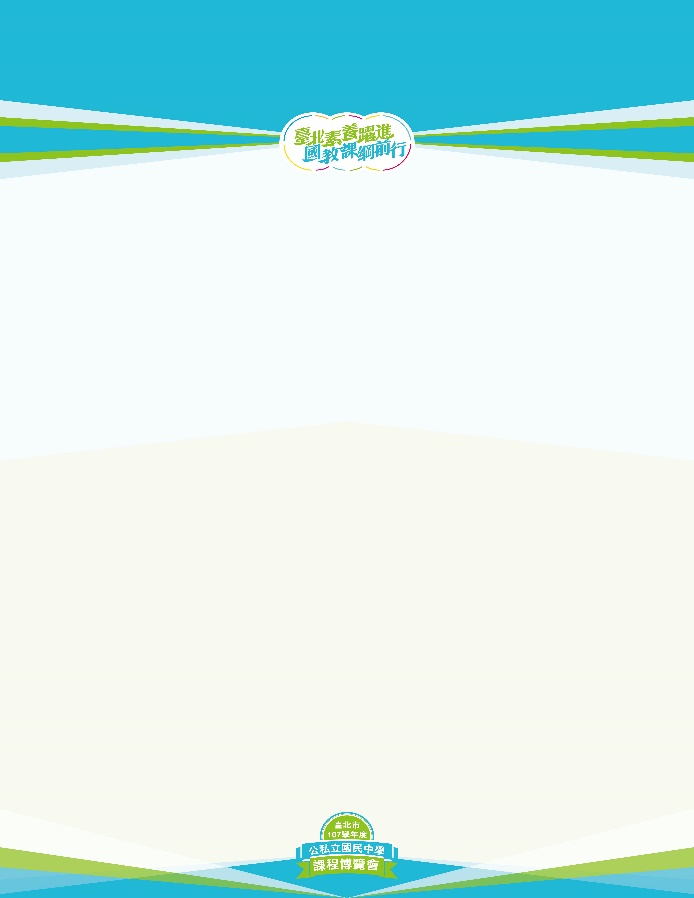 臺北素養躍進
國教課綱前行
臺北市
107學年度
公私立國民中學
課程博覽會